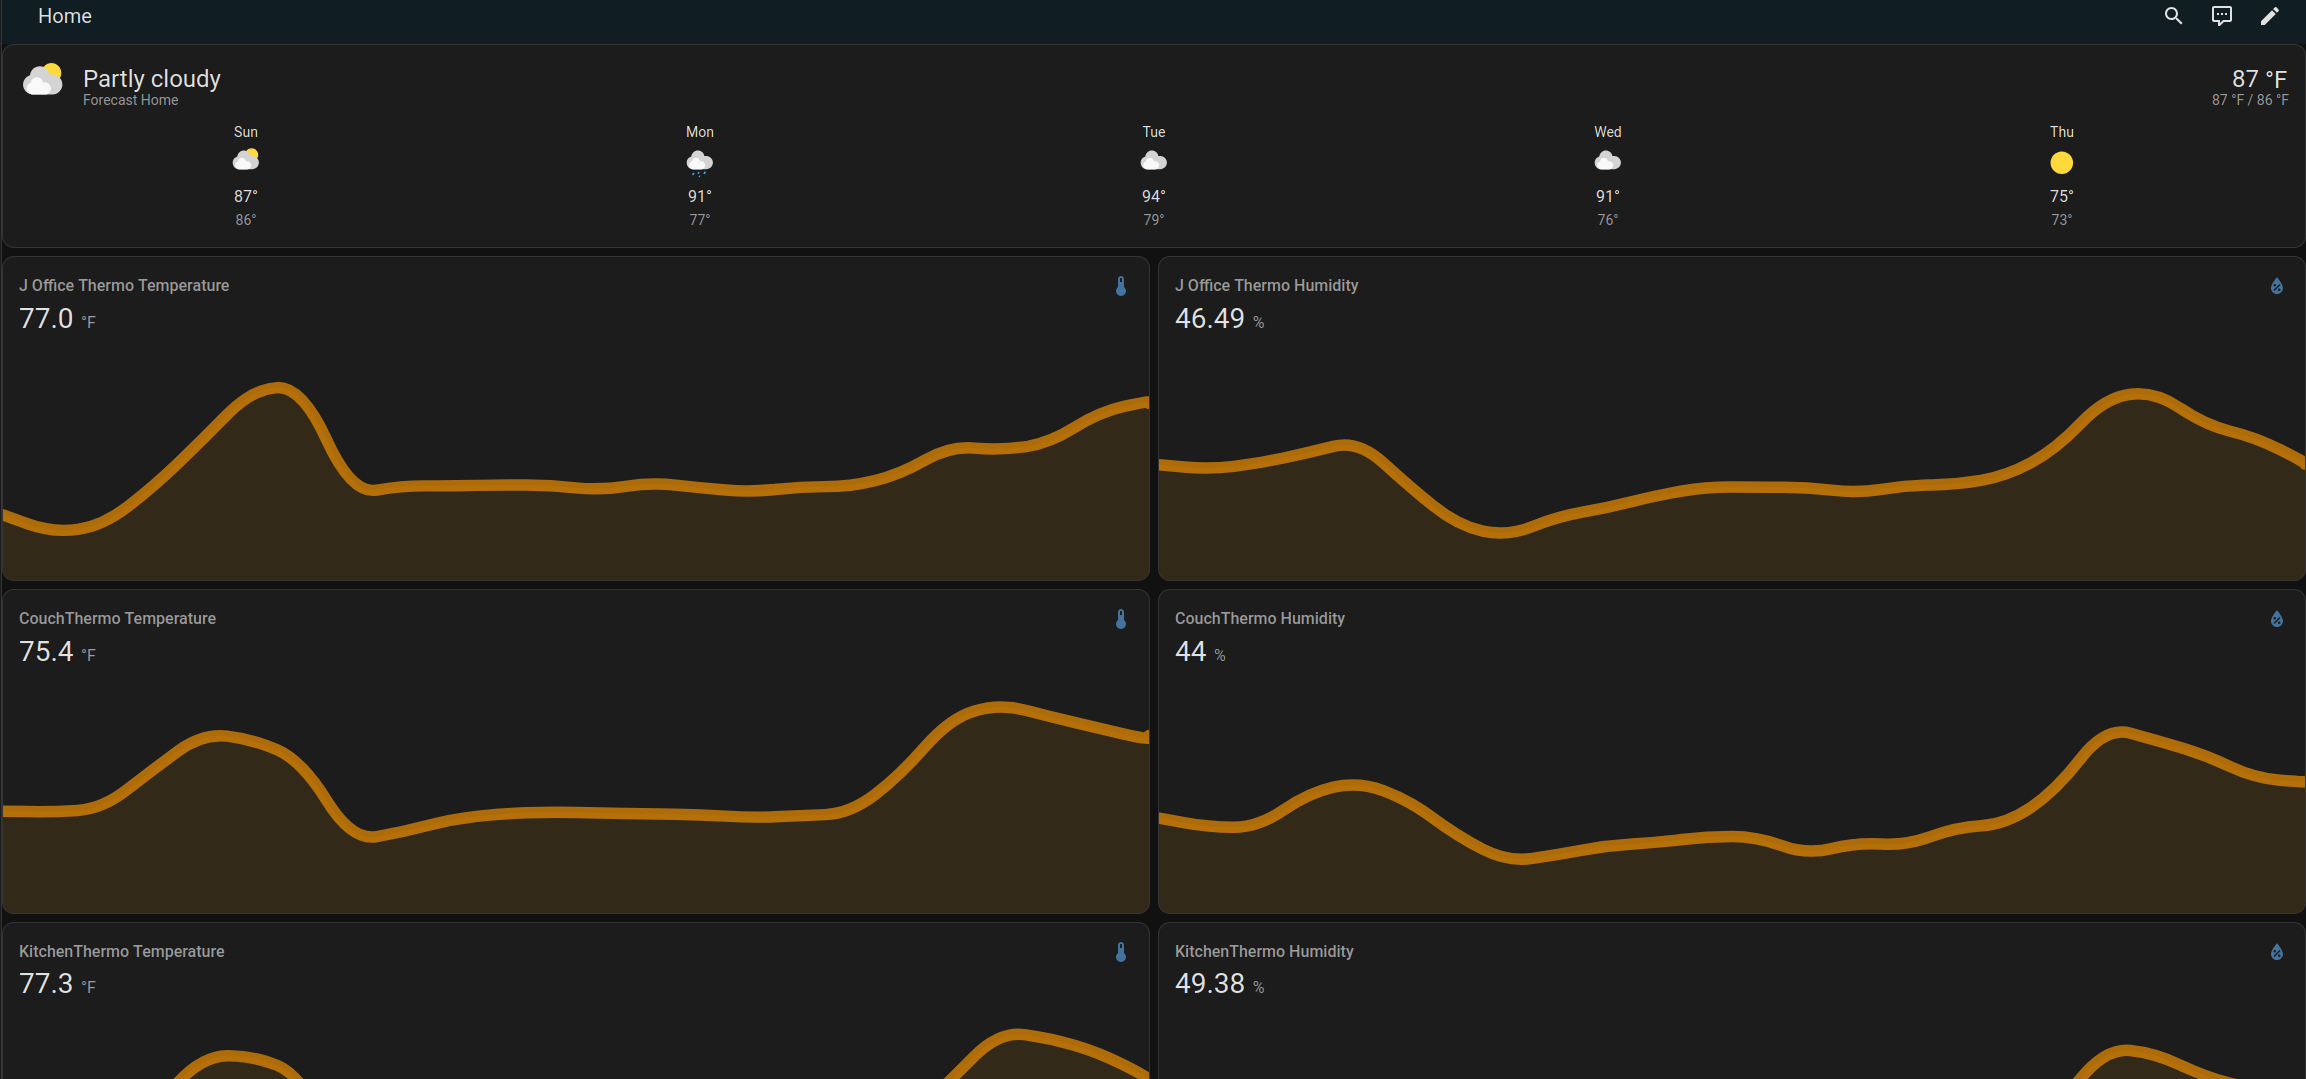 Home
Partly cloudy
Forecast Home
87 °F
87 °F / 86 °F
Sun Mon Tue Wed Thu
87° 91° 94° 91° 75°
86° 77° 79° 76° 73°
J Office Thermo Temperature
77.0 °F
J Office Thermo Humidity
46.49 %
CouchThermo Temperature
75.4 °F
CouchThermo Humidity
44 %
KitchenThermo Temperature
77.3 °F
KitchenThermo Humidity
49.38 %